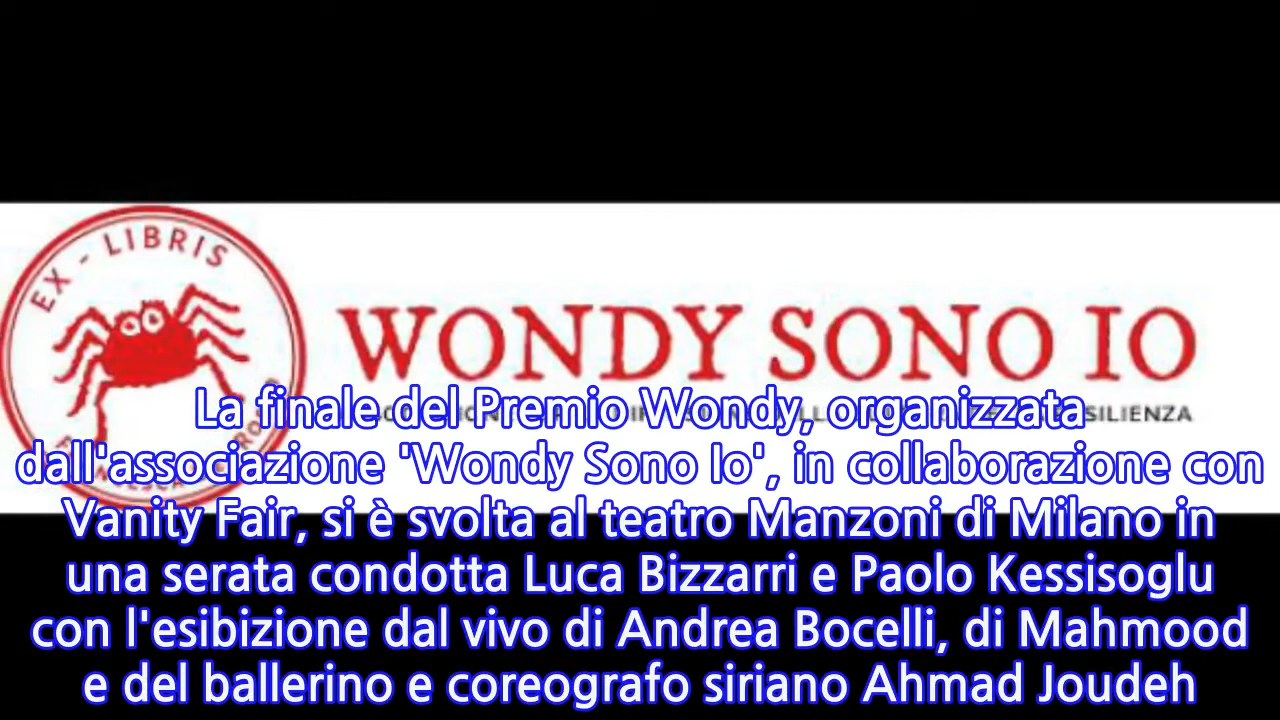 EX - LIBRIS
WONDY SONO IO
SILIENZA
La finale del Premio Wondy, organizzata
dall'associazione 'Wondy Sono Io', in collaborazione con
Vanity Fair, si è svolta al teatro Manzoni di Milano in
una serata condotta Luca Bizzarri e Paolo Kessisoglu
con l'esibizione dal vivo di Andrea Bocelli, di Mahmood
e del ballerino e coreografo siriano Ahmad Joudeh